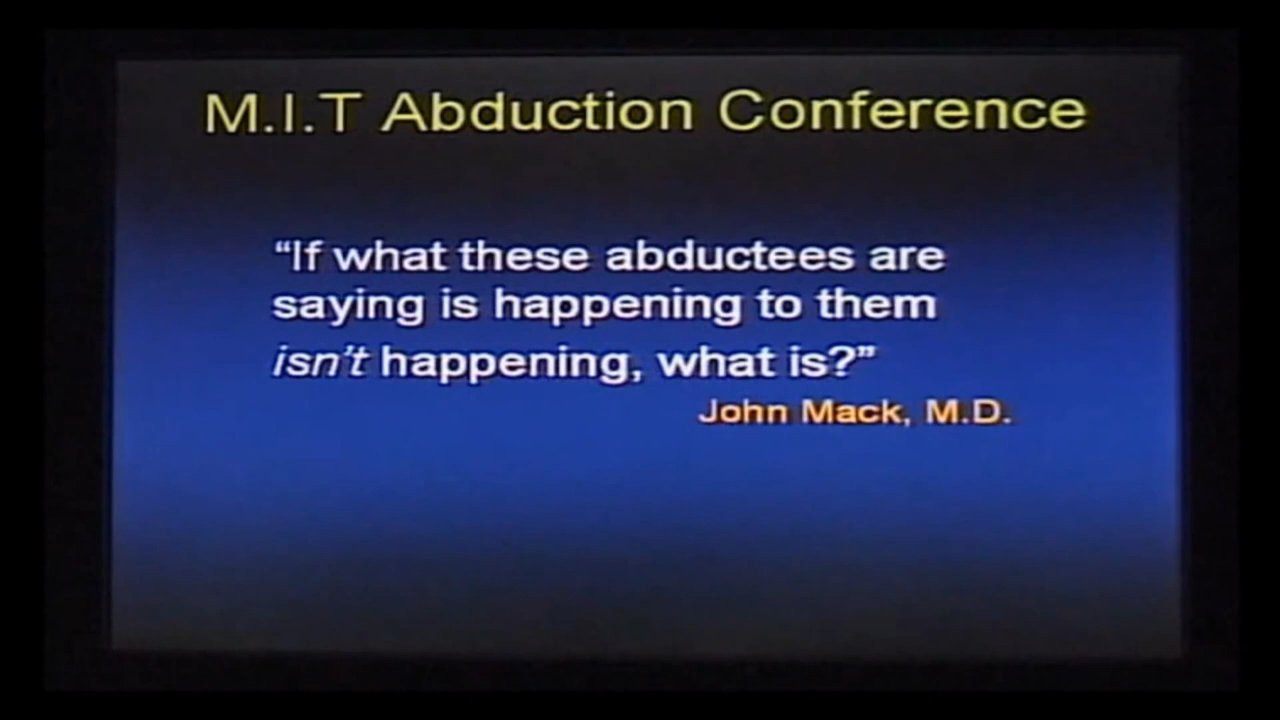 M.I.T Abduction Conference
“If what these abductees are
saying is happening to them
isn’t happening, what is?”
John Mack, M.D.